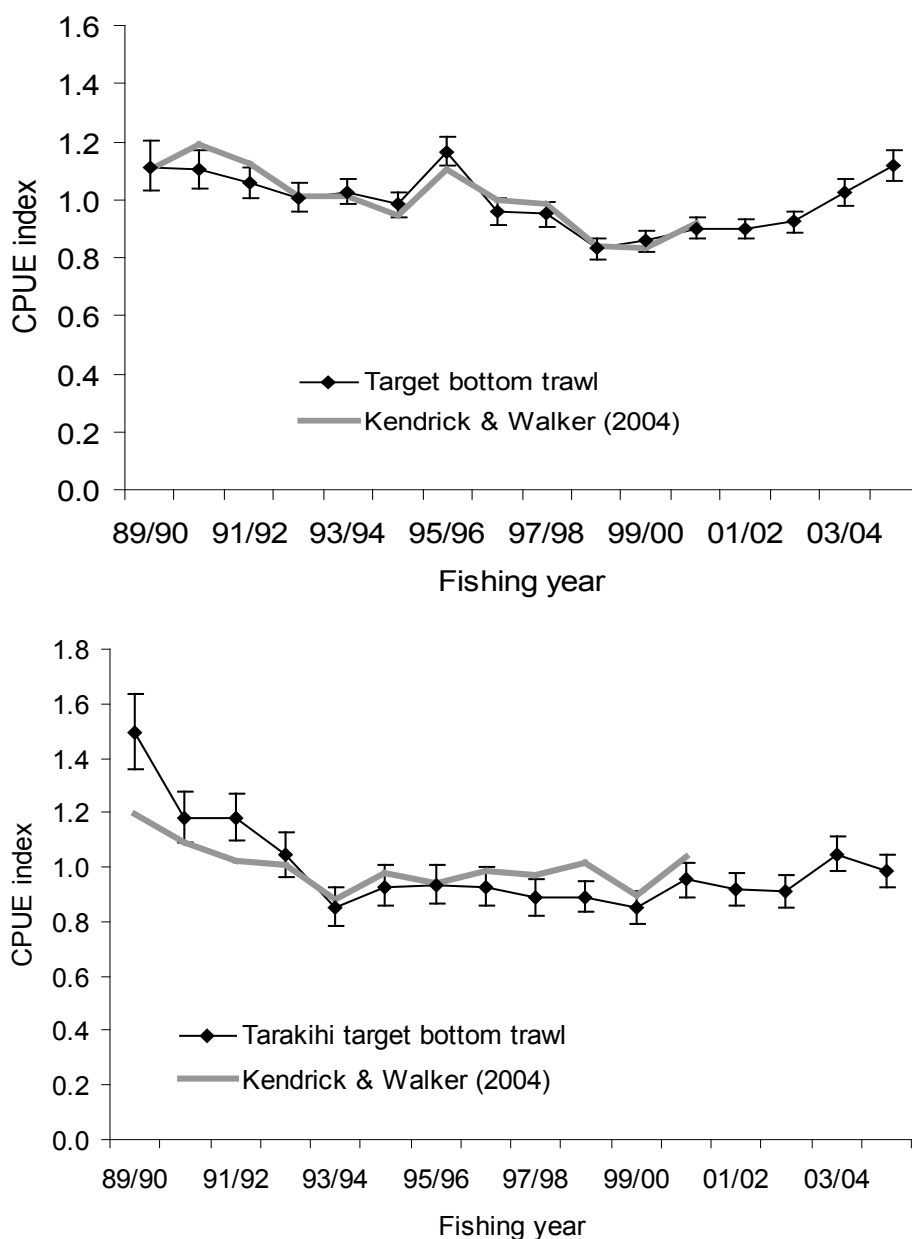 1.6
1.4
1.2
1.0
0.8
0.6
0.4
0.2
0.0
CPUE index
Target bottom trawl
Kendrick & Walker (2004)
89/90 91/92 93/94 95/96 97/98 99/00 01/02 03/04
Fishing year
1.8
1.6
1.4
1.2
1.0
0.8
0.6
0.4
0.2
0.0
CPUE index
Tarakihi target bottom trawl
Kendrick & Walker (2004)
89/90 91/92 93/94 95/96 97/98 99/00 01/02 03/04
Fishing year